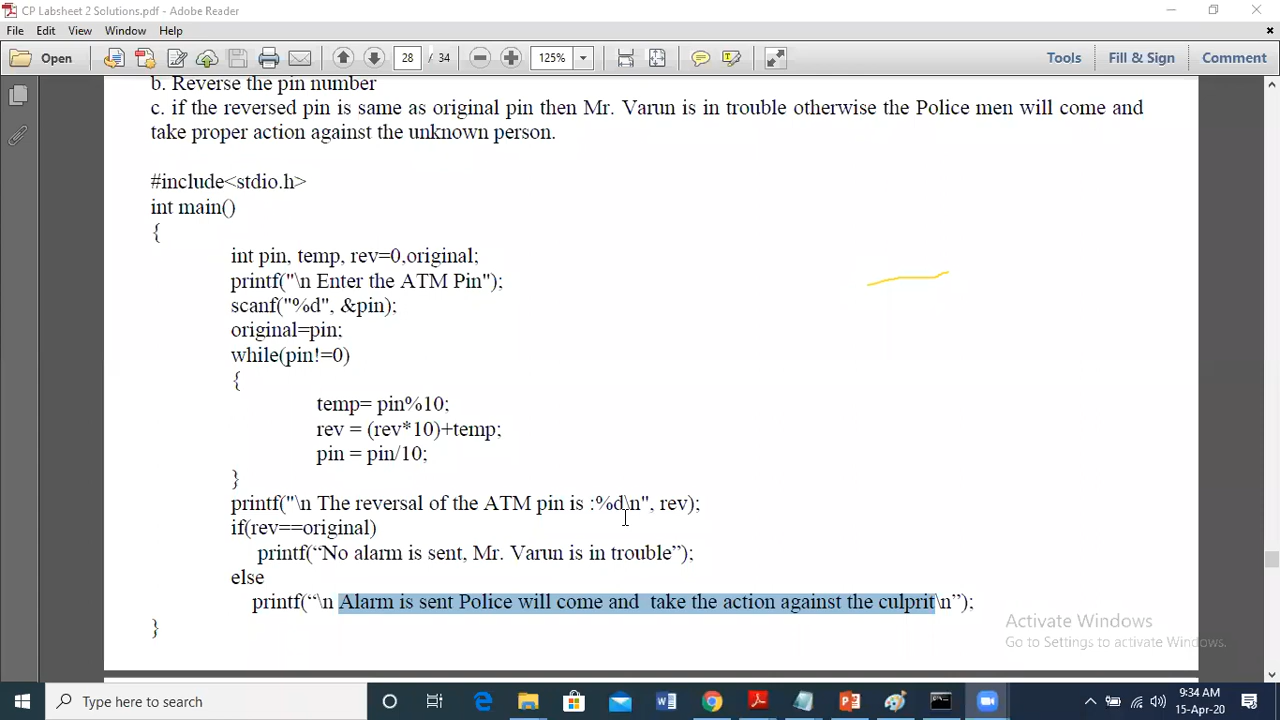 CP Labsheet 2 Solutions.pdf - Adobe Reader
File Edit View Window Help
Open 28 / 34 125% Tools Fill & Sign Comment
b. Reverse the pin number
c. if the reversed pin is same as original pin then Mr. Varun is in trouble otherwise the Police men will come and
take proper action against the unknown person.
#include<stdio.h>
int main()
{
int pin, temp, rev=0,original;
printf("\n Enter the ATM Pin");
scanf("%d", &pin);
original=pin;
while(pin!=0)
{
temp= pin%10;
rev = (rev*10)+temp;
pin = pin/10;
}
printf("\n The reversal of the ATM pin is :%d\n", rev);
if(rev==original)
printf(“No alarm is sent, Mr. Varun is in trouble”);
else
printf(“\n Alarm is sent Police will come and  take the action against the culprit\n”);
}
Activate Windows
Go to Settings to activate Windows.
Type here to search
9:34 AM
15-Apr-20